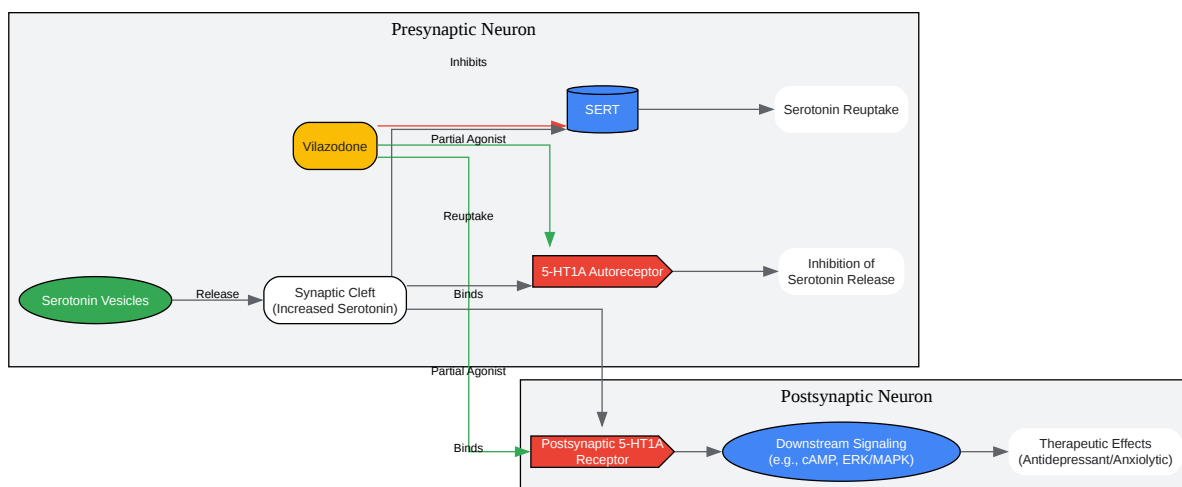 Presynaptic Neuron
Inhibits
SERT
Serotonin Reuptake
Vilazodone
Partial Agonist
Reuptake
5-HT1A Autoreceptor
Inhibition of
Serotonin Release
Serotonin Vesicles
Release
Synaptic Cleft
(Increased Serotonin)
Binds
Partial Agonist
Postsynaptic Neuron
Binds
Postsynaptic 5-HT1A
Receptor
Downstream Signaling
(e.g., cAMP, ERK/MAPK)
Therapeutic Effects
(Antidepressant/Anxiolytic)